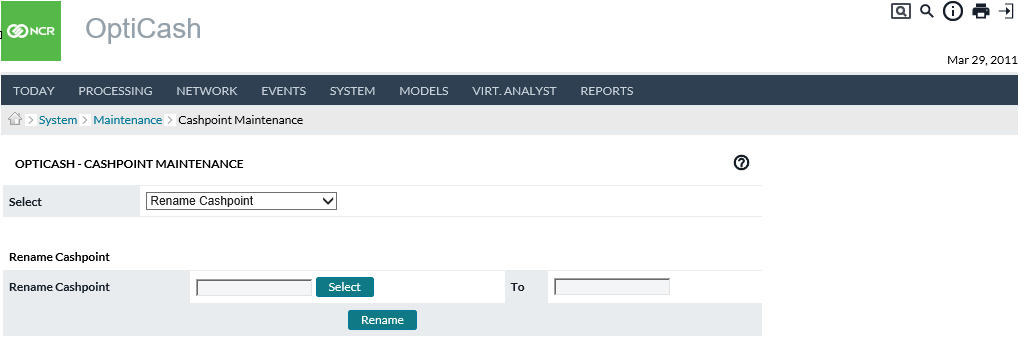 NCR
OptiCash
Mar 29, 2011
TODAY PROCESSING NETWORK EVENTS SYSTEM MODELS VIRT. ANALYST REPORTS
> System > Maintenance > Cashpoint Maintenance
OPTICASH - CASHPOINT MAINTENANCE
Select Rename Cashpoint
Rename Cashpoint
Rename Cashpoint Select To
Rename